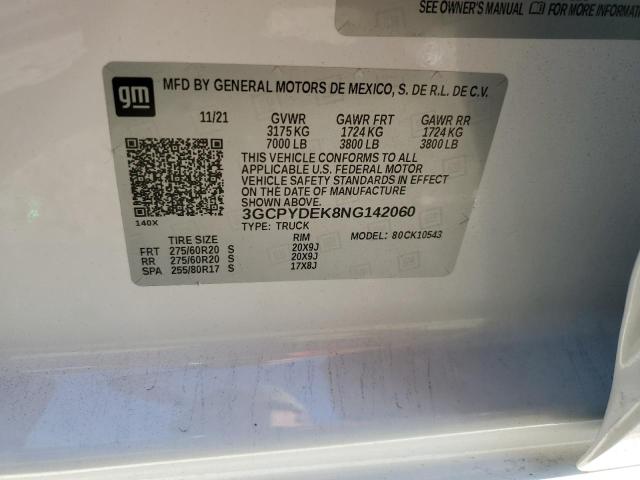 SEE OWNER'S MANUAL FOR MORE INFORMATION
gm
MFD BY GENERAL MOTORS DE MEXICO, S. DE R.L. DE C.V.
11/21 GVWR GAWR FRT GAWR RR
3175 KG 1724 KG 1724 KG
7000 LB 3800 LB 3800 LB
THIS VEHICLE CONFORMS TO ALL APPLICABLE
U.S. FEDERAL MOTOR
VEHICLE SAFETY STANDARDS IN EFFECT
ON THE DATE OF MANUFACTURE
SHOWN ABOVE.
3GCPYDEK8NG142060
140X
TYPE: TRUCK
MODEL: 80CK10543
TIRE SIZE RIM
FRT 275/60R20 S 20X9J
RR 275/60R20 S 20X9J
SPA 255/80R17 S 17X8J